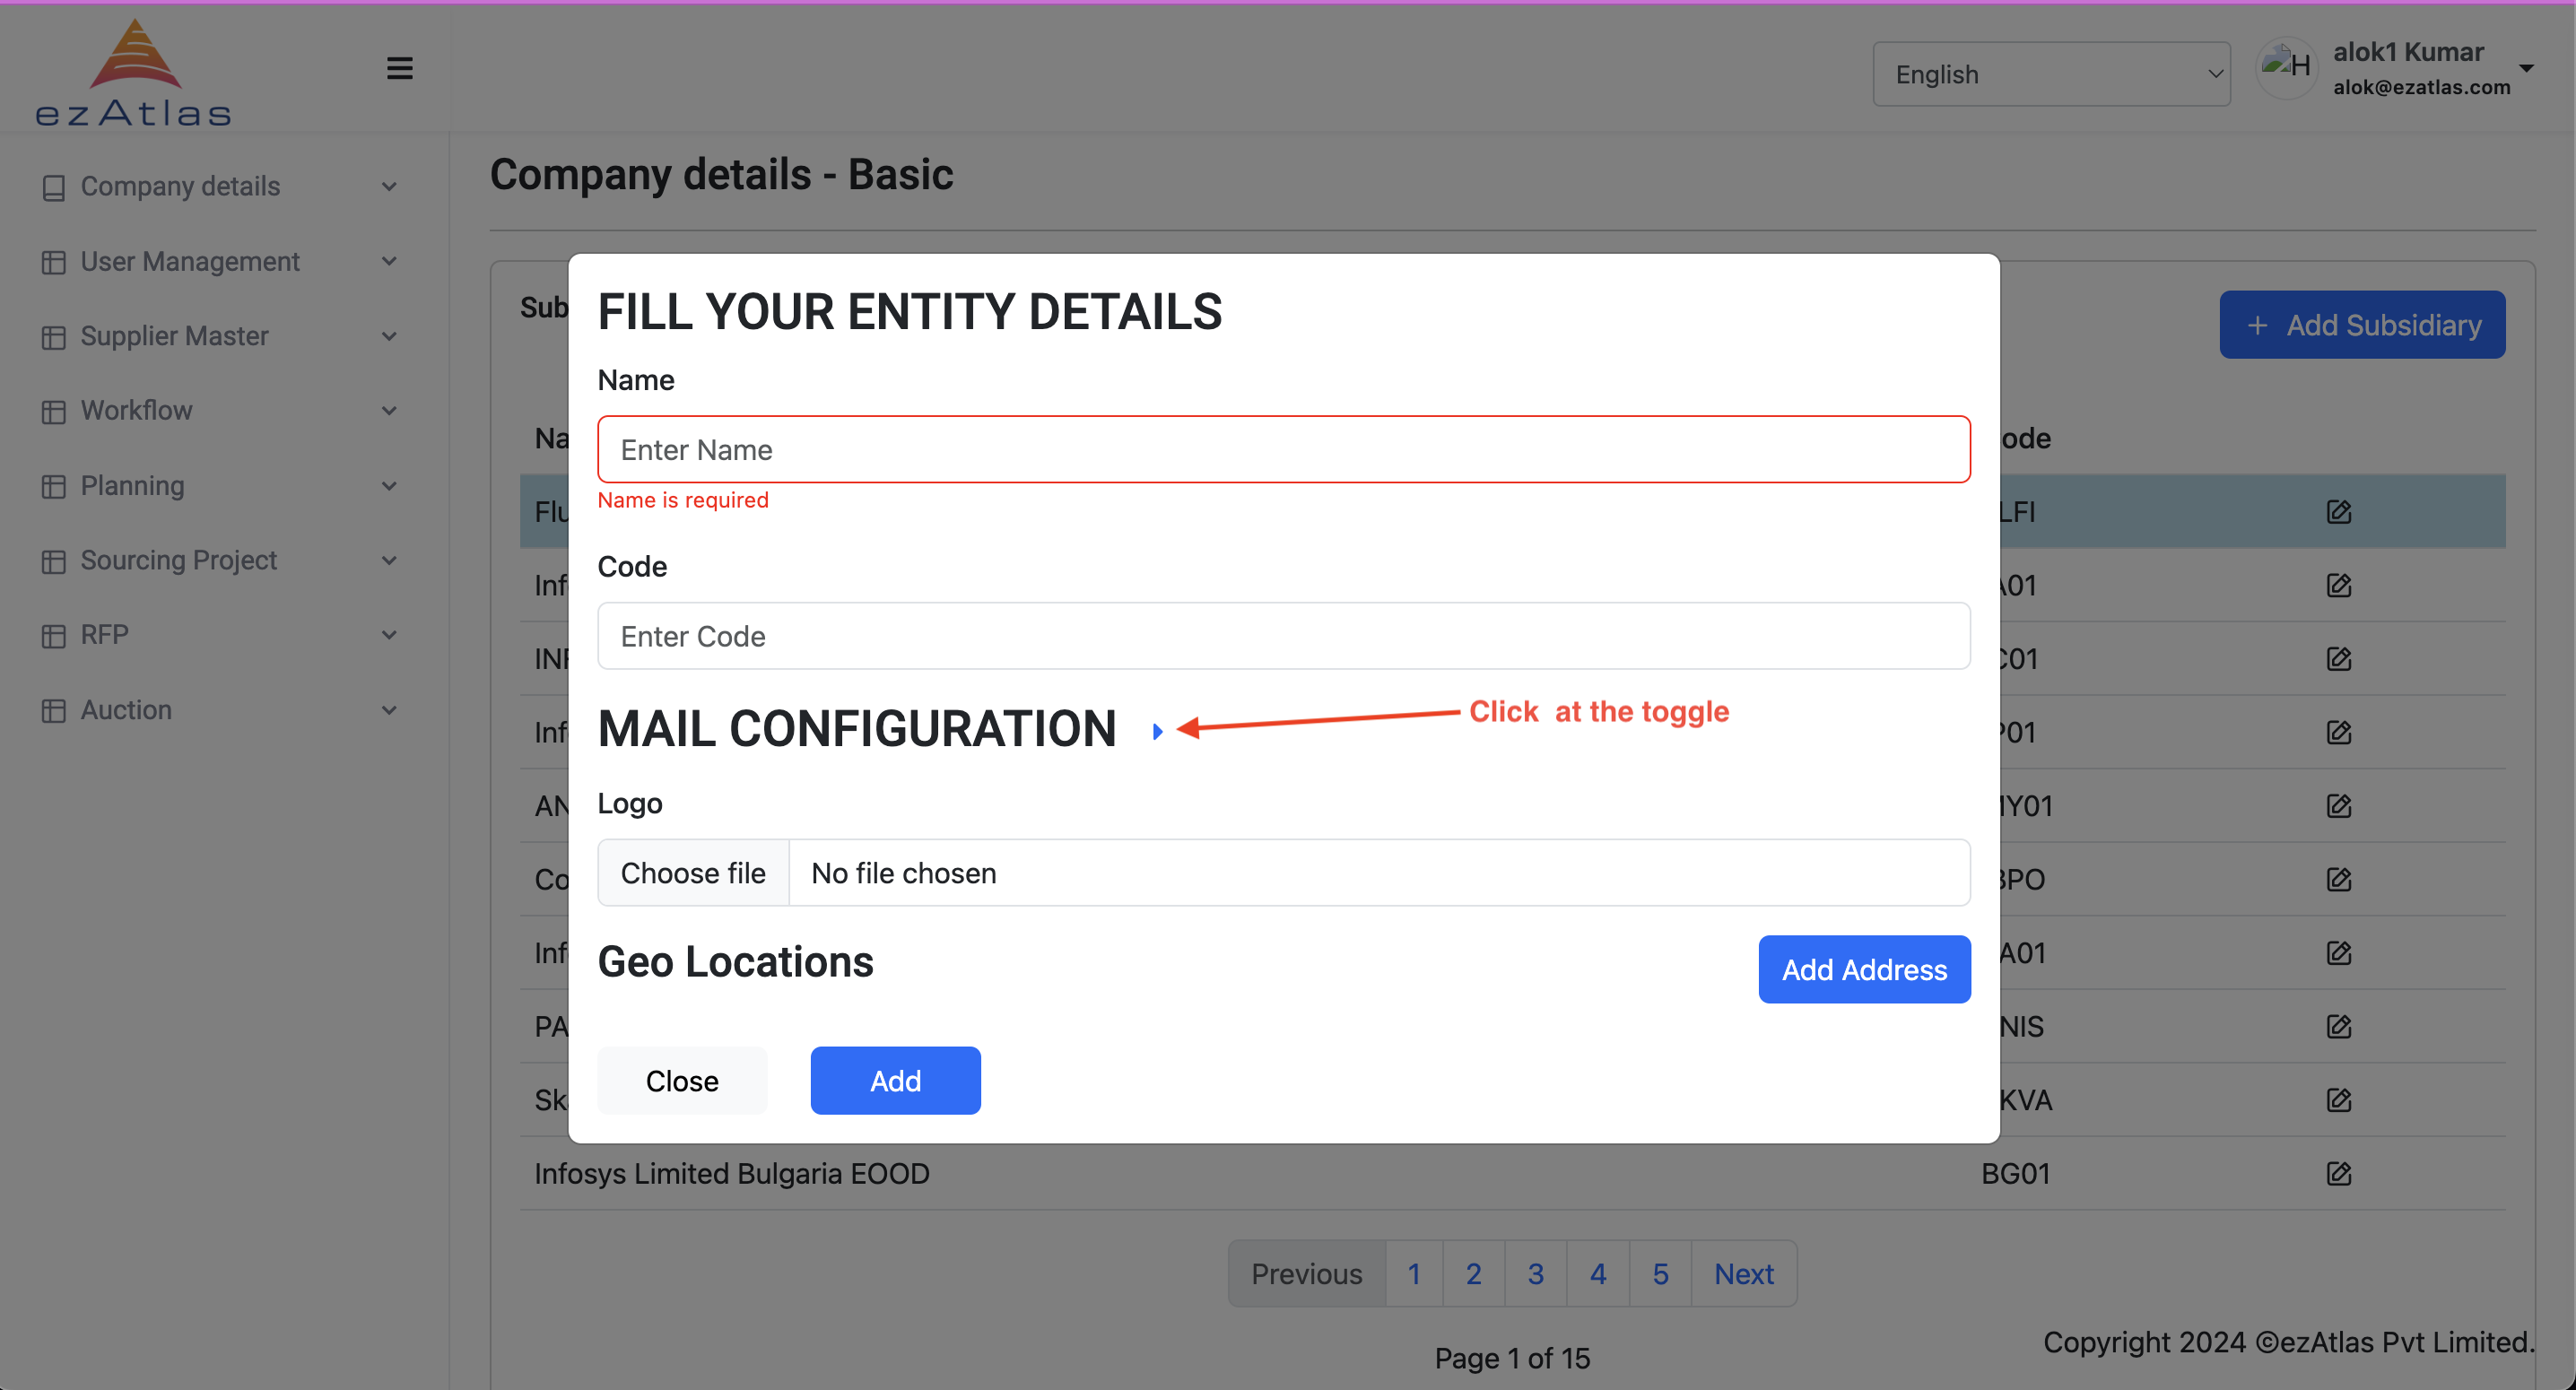 ezAtlas
English
H
alok1 Kumar
alok@ezatlas.com
Company details
User Management
Supplier Master
Workflow
Planning
Sourcing Project
RFP
Auction
Company details - Basic
Sub
+ Add Subsidiary
Na
ode
Flu
LFI
Inf
A01
INF
C01
Inf
P01
AN
MY01
Co
BPO
Inf
A01
PA
NIS
Sk
KVA
Infosys Limited Bulgaria EOOD
BG01
FILL YOUR ENTITY DETAILS
Name
Enter Name
Name is required
Code
Enter Code
MAIL CONFIGURATION
Click at the toggle
Logo
Choose file
No file chosen
Geo Locations
Add Address
Close
Add
Previous 1 2 3 4 5 Next
Page 1 of 15
Copyright 2024 ©ezAtlas Pvt Limited.